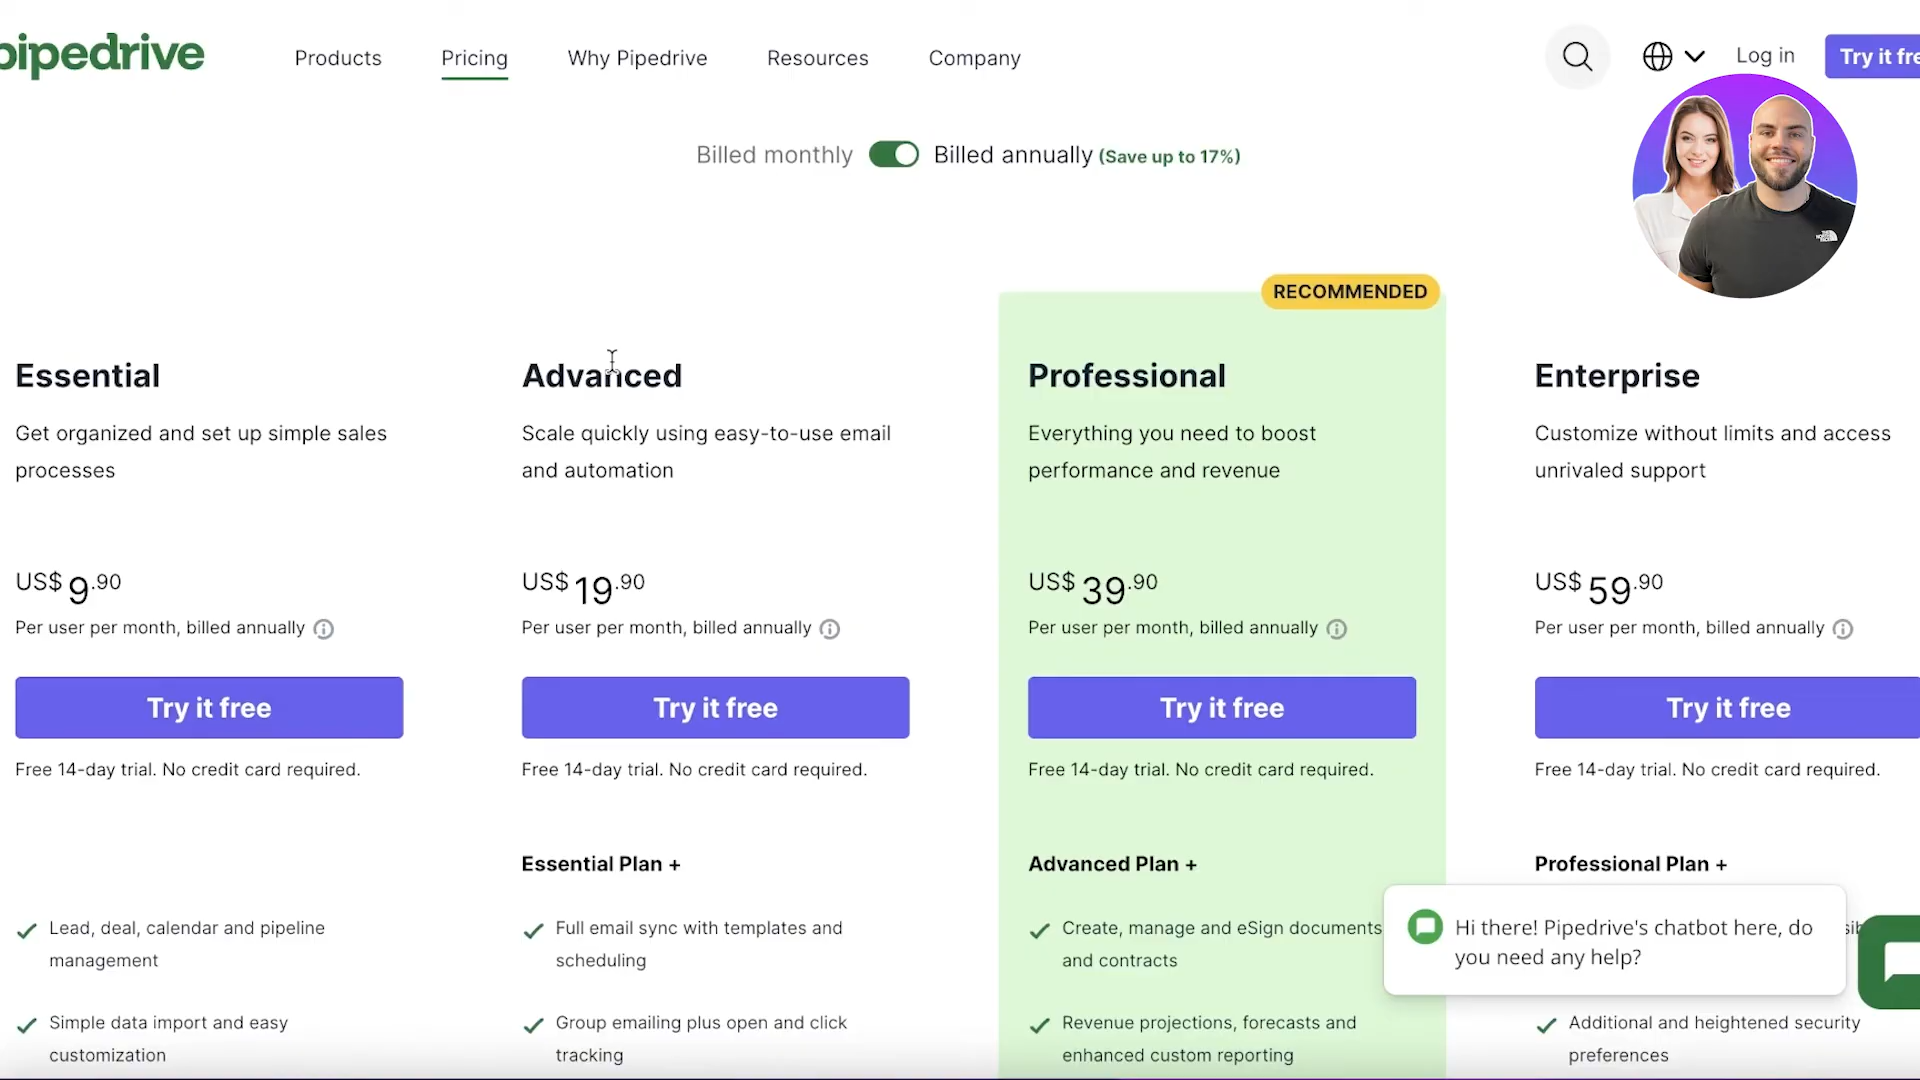 pipedrive
Products
Pricing
Why Pipedrive
Resources
Company
Log in
Try it fre
Billed monthly
Billed annually (Save up to 17%)
RECOMMENDED
Essential
Get organized and set up simple sales
processes
US$ 9.90
Per user per month, billed annually
Try it free
Free 14-day trial. No credit card required.
Lead, deal, calendar and pipeline
management
Simple data import and easy
customization
Advanced
Scale quickly using easy-to-use email
and automation
US$ 19.90
Per user per month, billed annually
Try it free
Free 14-day trial. No credit card required.
Essential Plan +
Full email sync with templates and
scheduling
Group emailing plus open and click
tracking
Professional
Everything you need to boost
performance and revenue
US$ 39.90
Per user per month, billed annually
Try it free
Free 14-day trial. No credit card required.
Advanced Plan +
Create, manage and eSign documents
and contracts
Revenue projections, forecasts and
enhanced custom reporting
Enterprise
Customize without limits and access
unrivaled support
US$ 59.90
Per user per month, billed annually
Try it free
Free 14-day trial. No credit card required.
Professional Plan +
Additional and heightened security
preferences
Hi there! Pipedrive's chatbot here, do
you need any help?